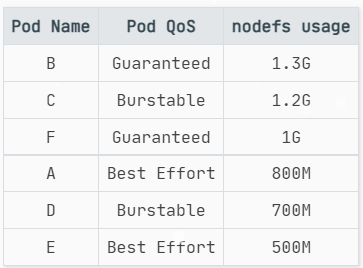 Pod Name Pod QoS nodefs usage
B Guaranteed 1.3G
C Burstable 1.2G
F Guaranteed 1G
A Best Effort 800M
D Burstable 700M
E Best Effort 500M